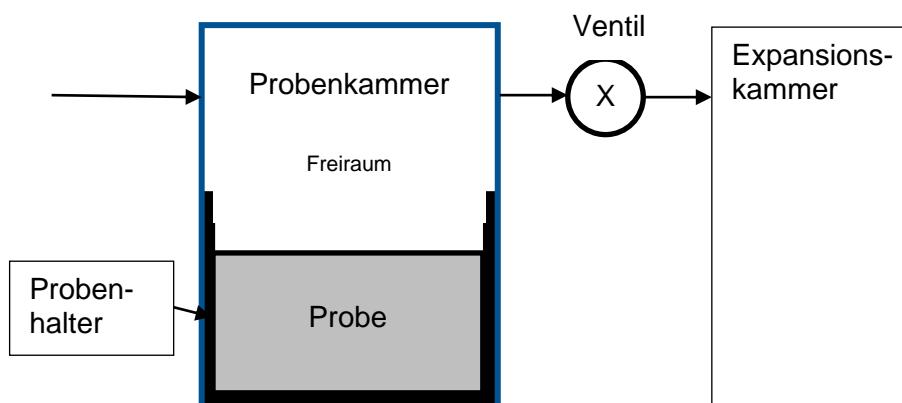 Ventil
Expansions-
kammer
Probenkammer
X
Freiraum
Proben-
halter
Probe